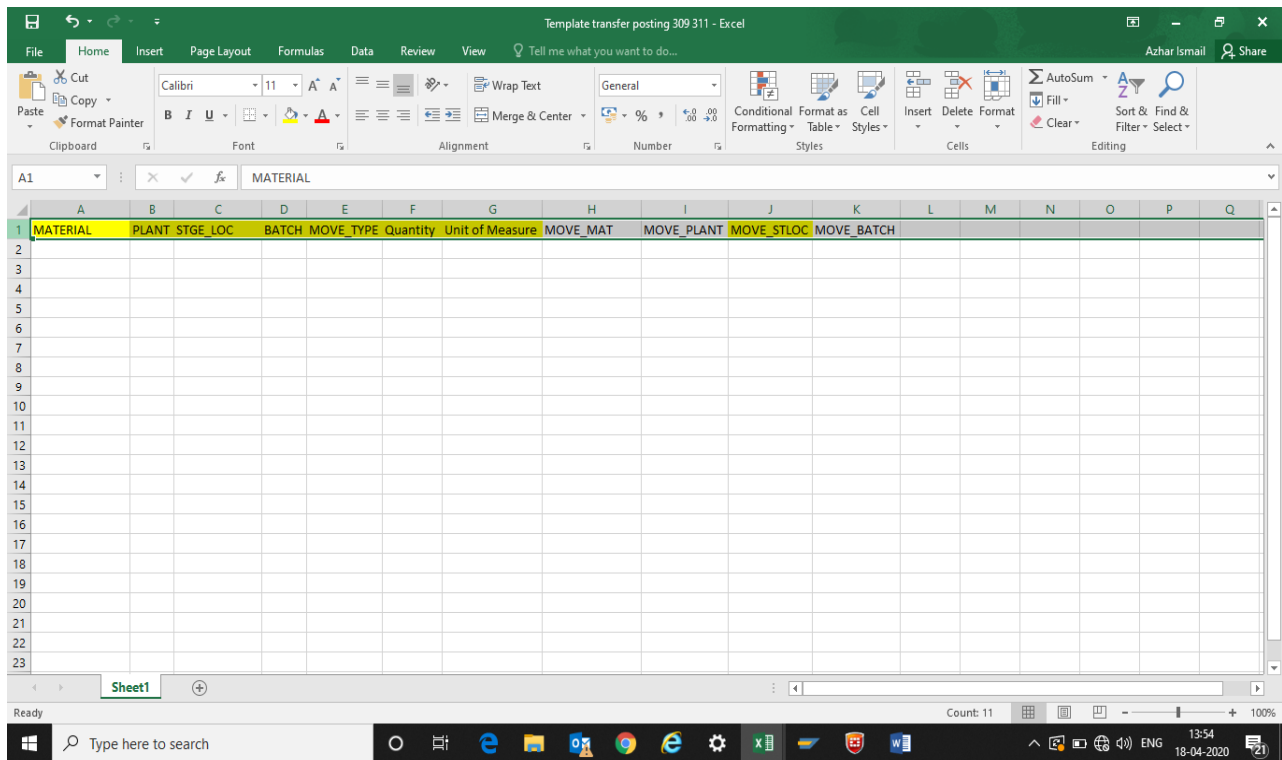 Template transfer posting 309 311 - Excel
File Home Insert Page Layout Formulas Data Review View Tell me what you want to do... Azhar Ismail Share
Cut
Copy
Format Painter
Paste
Clipboard
Calibri 11 A A
B I U A
Font
Wrap Text
Merge & Center
Alignment
General
% , .0 .00 .00 .0
Number
Conditional Formatting
Format as Table
Cell Styles
Styles
Insert Delete Format
Cells
AutoSum
Fill
Clear
Sort & Filter
Find & Select
Editing
A1 fx MATERIAL
A B C D E F G H I J K L M N O P Q
1 MATERIAL PLANT STGE_LOC BATCH MOVE_TYPE Quantity Unit of Measure MOVE_MAT MOVE_PLANT MOVE_STLOC MOVE_BATCH
2
3
4
5
6
7
8
9
10
11
12
13
14
15
16
17
18
19
20
21
22
23
Sheet1
Ready Count: 11 100%
Type here to search ENG 13:54
18-04-2020 21